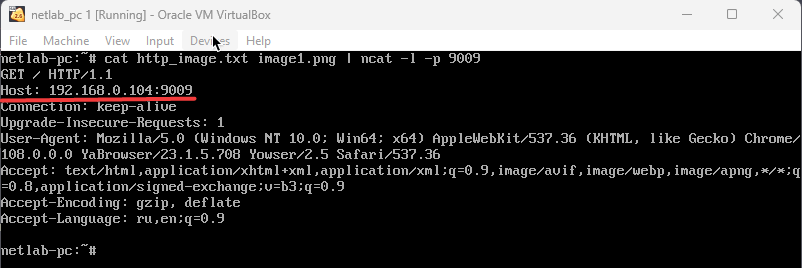 netlab_pc 1 [Running] - Oracle VM VirtualBox
File Machine View Input Devices Help
netlab-pc:~# cat http_image.txt image1.png | ncat -l -p 9009
GET / HTTP/1.1
Host: 192.168.0.104:9009
Connection: keep-alive
Upgrade-Insecure-Requests: 1
User-Agent: Mozilla/5.0 (Windows NT 10.0; Win64; x64) AppleWebKit/537.36 (KHTML, like Gecko) Chrome/
108.0.0.0 YaBrowser/23.1.5.708 Yowser/2.5 Safari/537.36
Accept: text/html,application/xhtml+xml,application/xml;q=0.9,image/avif,image/webp,image/apng,*/*;q
=0.8,application/signed-exchange;v=b3;q=0.9
Accept-Encoding: gzip, deflate
Accept-Language: ru,en;q=0.9
netlab-pc:~#